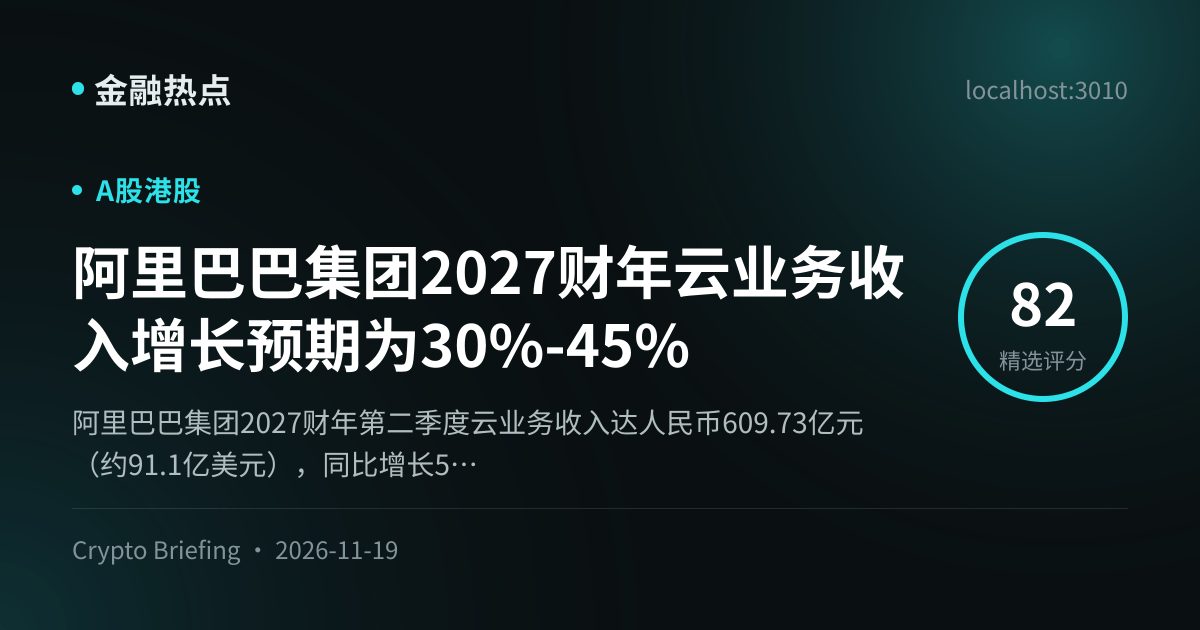 金融热点
localhost:3010
A股港股
阿里巴巴集团2027财年云业务收
入增长预期为30%-45%
82
精选评分
阿里巴巴集团2027财年第二季度云业务收入达人民币609.73亿元
（约91.1亿美元），同比增长5…
Crypto Briefing · 2026-11-19